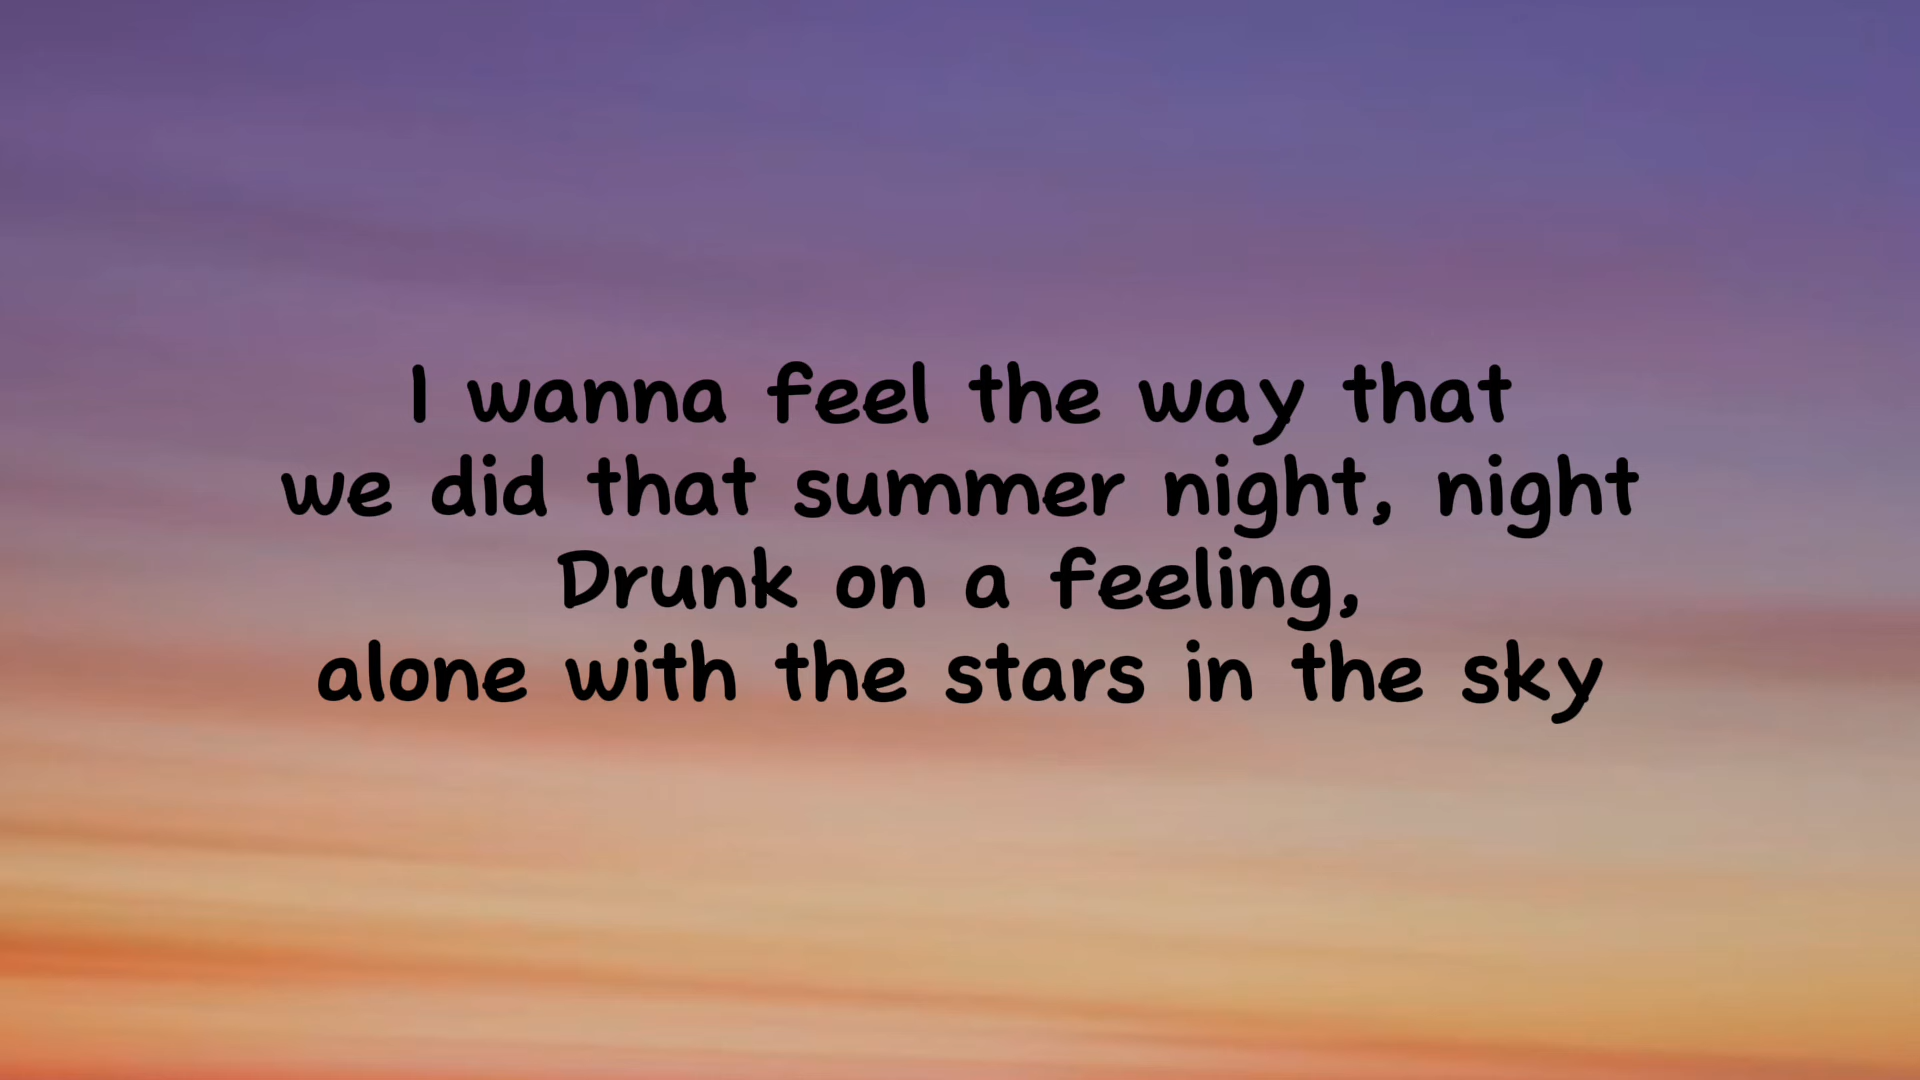 I wanna feel the way that
we did that summer night, night
Drunk on a feeling,
alone with the stars in the sky